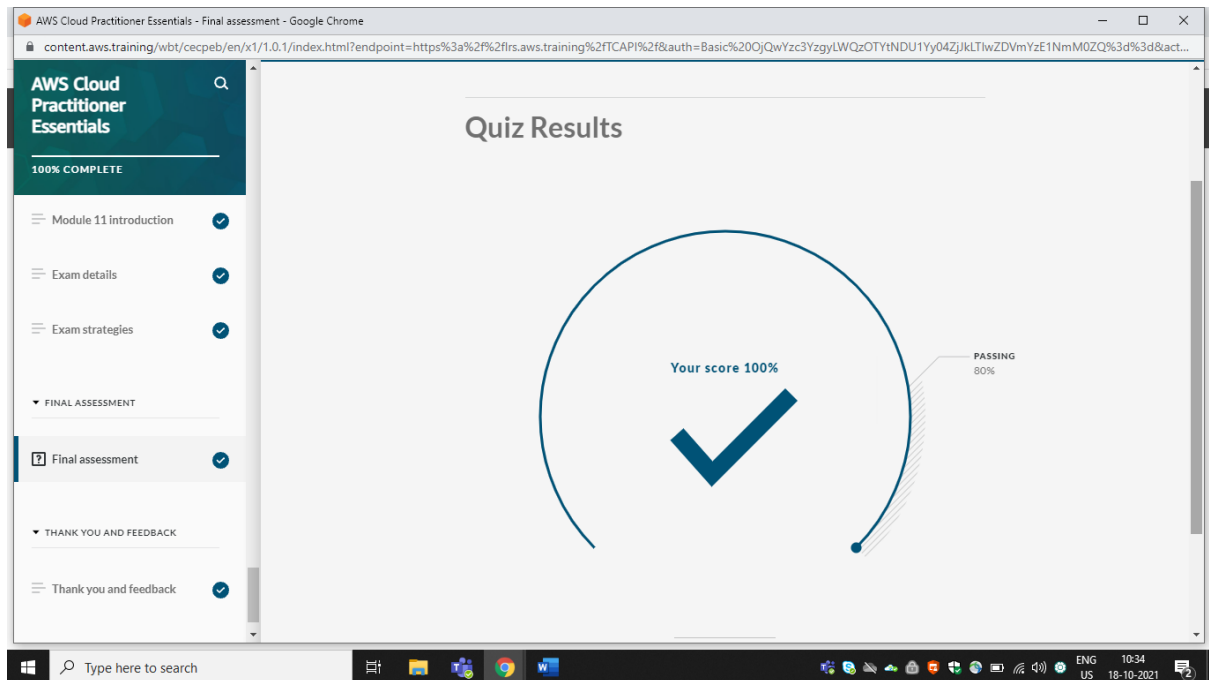 AWS Cloud Practitioner Essentials - Final assessment - Google Chrome
content.aws.training/wbt/cecpeb/en/x1/1.0.1/index.html?endpoint=https%3a%2f%2flrs.aws.training%2fTCAPI%2f&auth=Basic%20OjQwYzc3YzgyLWQzOTYtNDU1Yy04ZjJkLTIwZDVmYzE1NmM0ZQ%3d%3d&act...
AWS Cloud
Practitioner
Essentials
100% COMPLETE
Module 11 introduction
Exam details
Exam strategies
FINAL ASSESSMENT
Final assessment
THANK YOU AND FEEDBACK
Thank you and feedback
Quiz Results
Your score 100%
PASSING
80%
Type here to search
ENG
US
10:34
18-10-2021
2